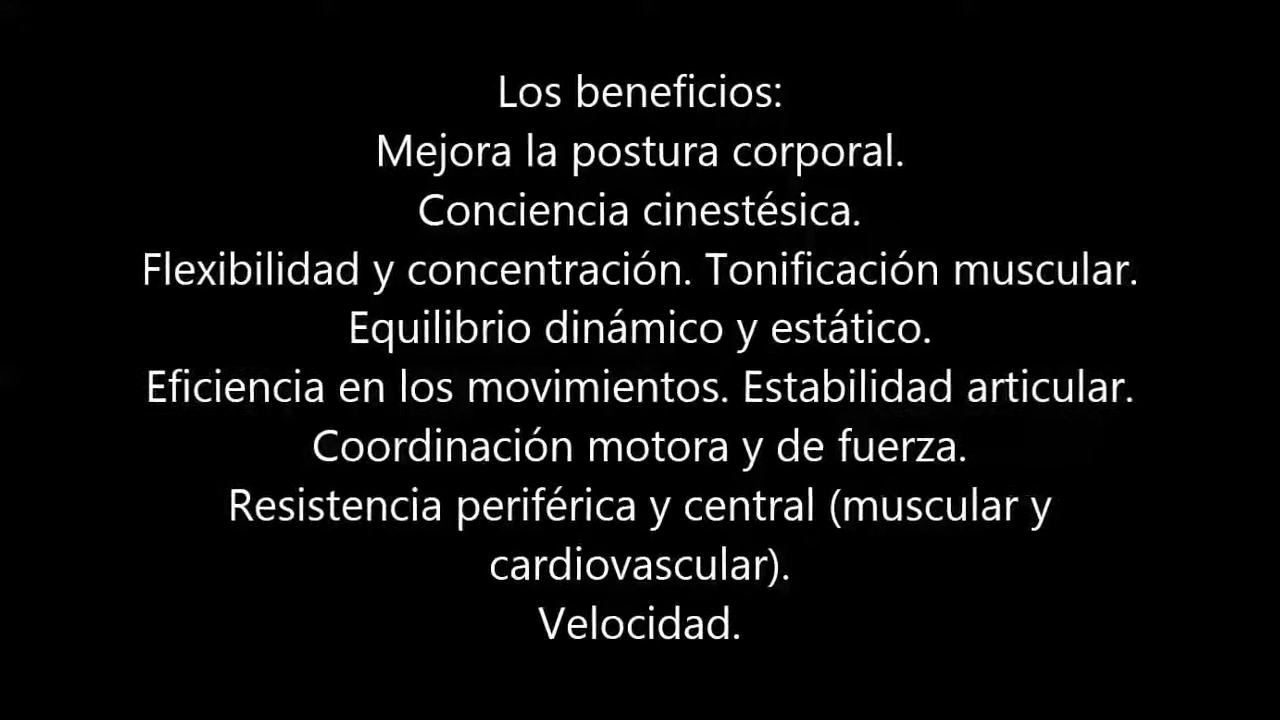 Los beneficios:
Mejora la postura corporal.
Conciencia cinestésica.
Flexibilidad y concentración. Tonificación muscular.
Equilibrio dinámico y estático.
Eficiencia en los movimientos. Estabilidad articular.
Coordinación motora y de fuerza.
Resistencia periférica y central (muscular y
cardiovascular).
Velocidad.